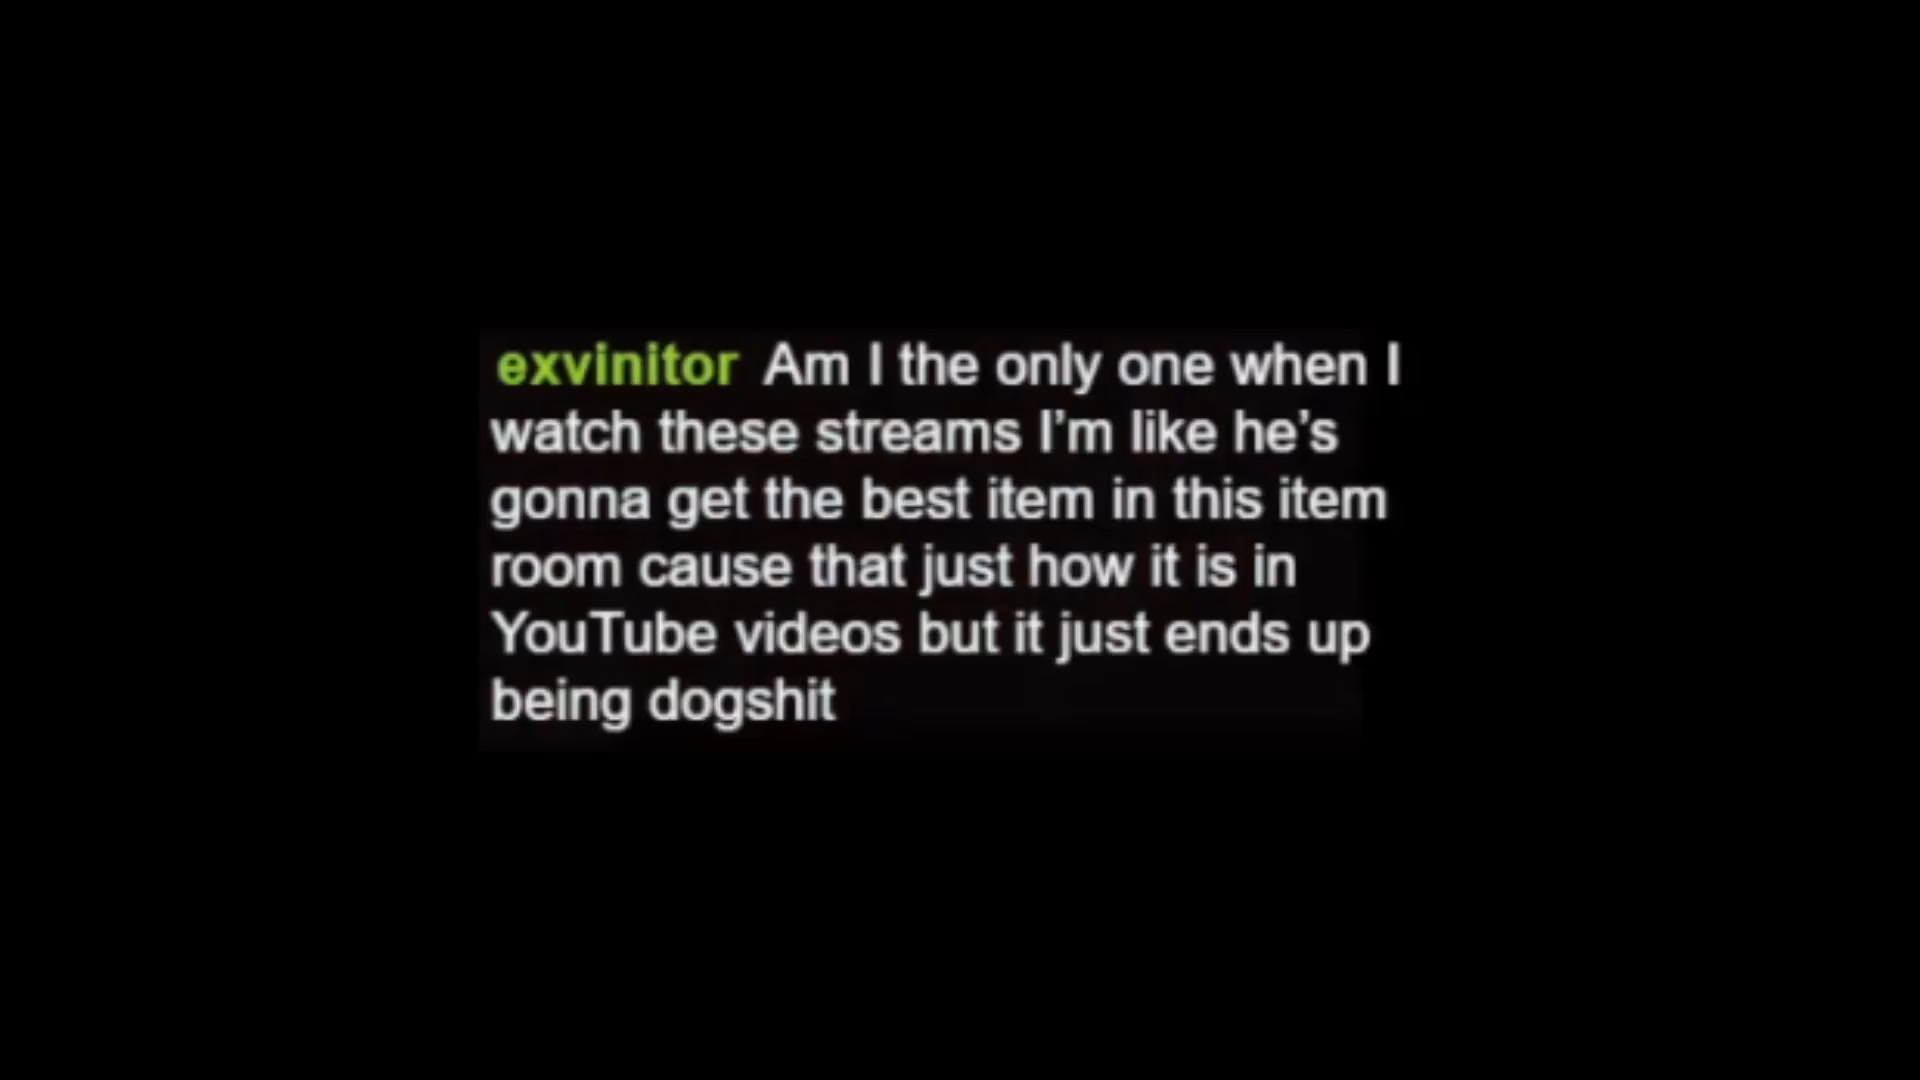 exvinitor Am I the only one when I
watch these streams I’m like he’s
gonna get the best item in this item
room cause that just how it is in
YouTube videos but it just ends up
being dogshit